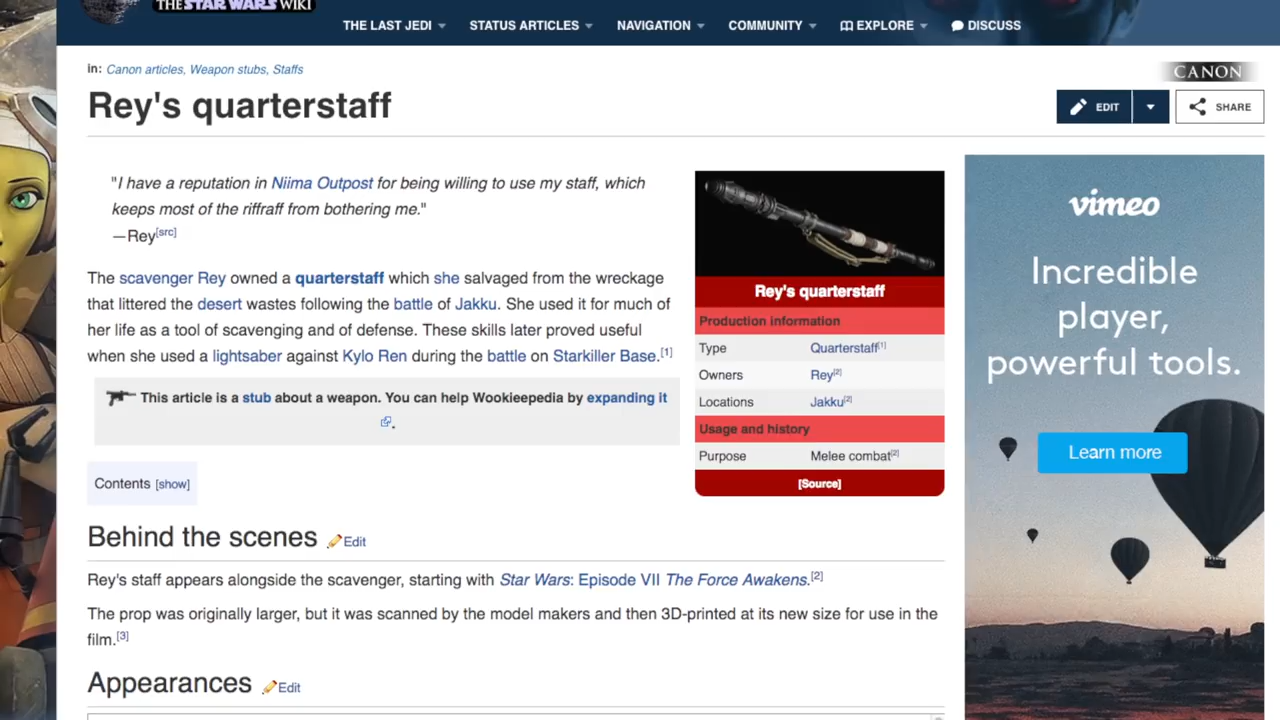 THE STAR WARS WIKI
THE LAST JEDI
STATUS ARTICLES
NAVIGATION
COMMUNITY
EXPLORE
DISCUSS
in: Canon articles, Weapon stubs, Staffs
CANON
Rey's quarterstaff
EDIT
SHARE
"I have a reputation in Niima Outpost for being willing to use my staff, which
keeps most of the riffraff from bothering me."
—Rey[src]
The scavenger Rey owned a quarterstaff which she salvaged from the wreckage
that littered the desert wastes following the battle of Jakku. She used it for much of
her life as a tool of scavenging and of defense. These skills later proved useful
when she used a lightsaber against Kylo Ren during the battle on Starkiller Base.[1]
This article is a stub about a weapon. You can help Wookieepedia by expanding it
.
Contents [show]
Rey's quarterstaff
Production information
Type Quarterstaff[1]
Owners Rey[2]
Locations Jakku[2]
Usage and history
Purpose Melee combat[2]
[Source]
vimeo
Incredible
player,
powerful tools.
Learn more
Behind the scenes Edit
Rey's staff appears alongside the scavenger, starting with Star Wars: Episode VII The Force Awakens.[2]
The prop was originally larger, but it was scanned by the model makers and then 3D-printed at its new size for use in the
film.[3]
Appearances Edit